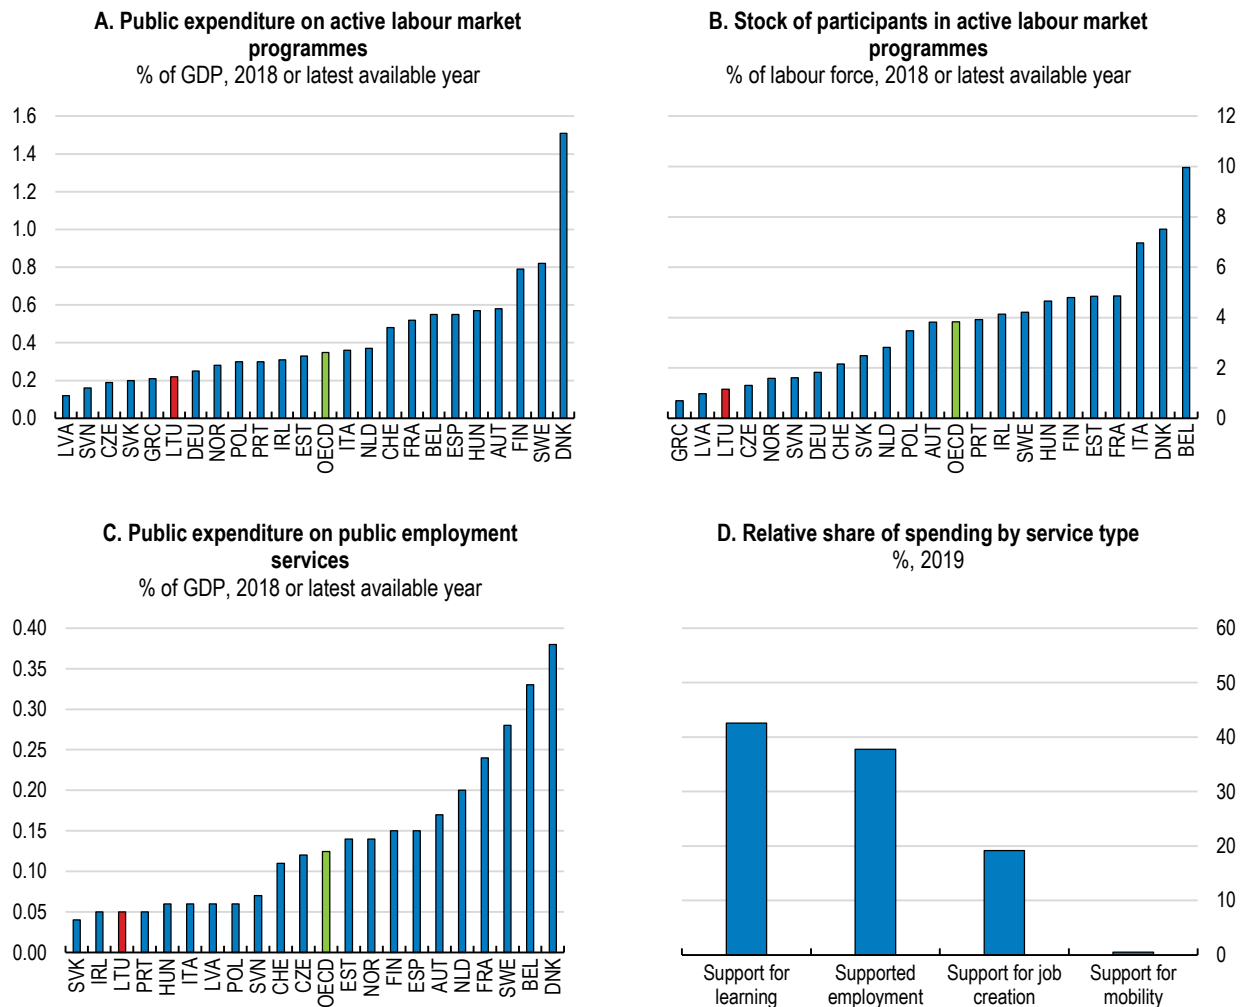 A. Public expenditure on active labour market
programmes
% of GDP, 2018 or latest available year
1.6
1.4
1.2
1.0
0.8
0.6
0.4
0.2
0.0
LVA
SVN
CZE
SVK
GRC
LTU
DEU
NOR
POL
PRT
IRL
EST
OECD
ITA
NLD
CHE
FRA
BEL
ESP
HUN
AUT
FIN
SWE
DNK
B. Stock of participants in active labour market
programmes
% of labour force, 2018 or latest available year
12
10
8
6
4
2
0
GRC
LVA
LTU
CZE
NOR
SVN
DEU
CHE
SVK
NLD
POL
AUT
OECD
PRT
IRL
SWE
HUN
FIN
EST
FRA
ITA
DNK
BEL
C. Public expenditure on public employment
services
% of GDP, 2018 or latest available year
0.40
0.35
0.30
0.25
0.20
0.15
0.10
0.05
0.00
SVK
IRL
LTU
PRT
HUN
ITA
LVA
POL
SVN
CHE
CZE
OECD
EST
NOR
FIN
ESP
AUT
NLD
FRA
SWE
BEL
DNK
D. Relative share of spending by service type
%, 2019
60
50
40
30
20
10
0
Support for
learning
Supported
employment
Support for job
creation
Support for
mobility